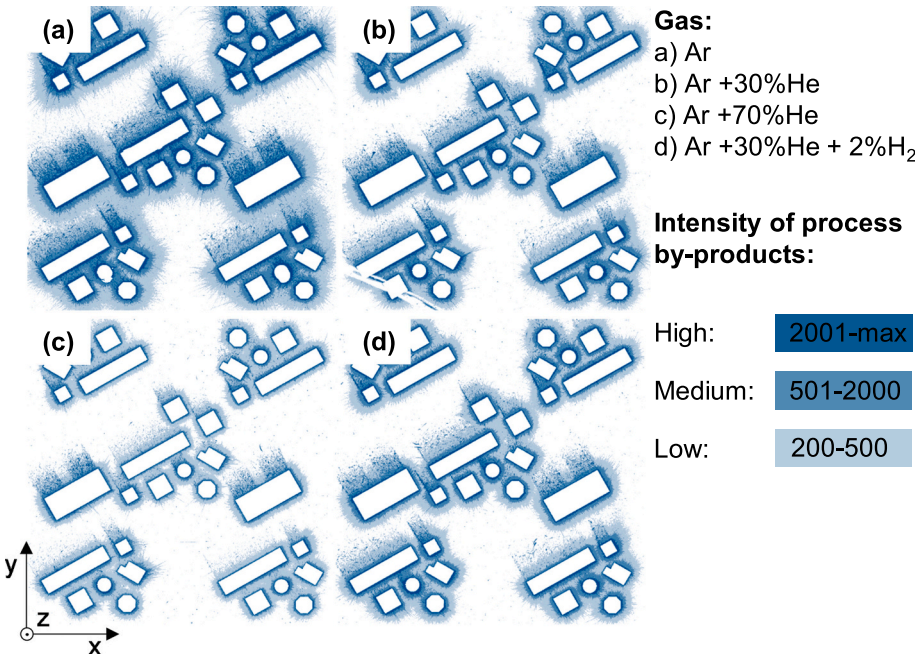 (a)
(b)
(c)
(d)
y
z
x
Gas:
a) Ar
b) Ar +30%He
c) Ar +70%He
d) Ar +30%He + 2%H₂
Intensity of process
by-products:
High: 2001-max
Medium: 501-2000
Low: 200-500